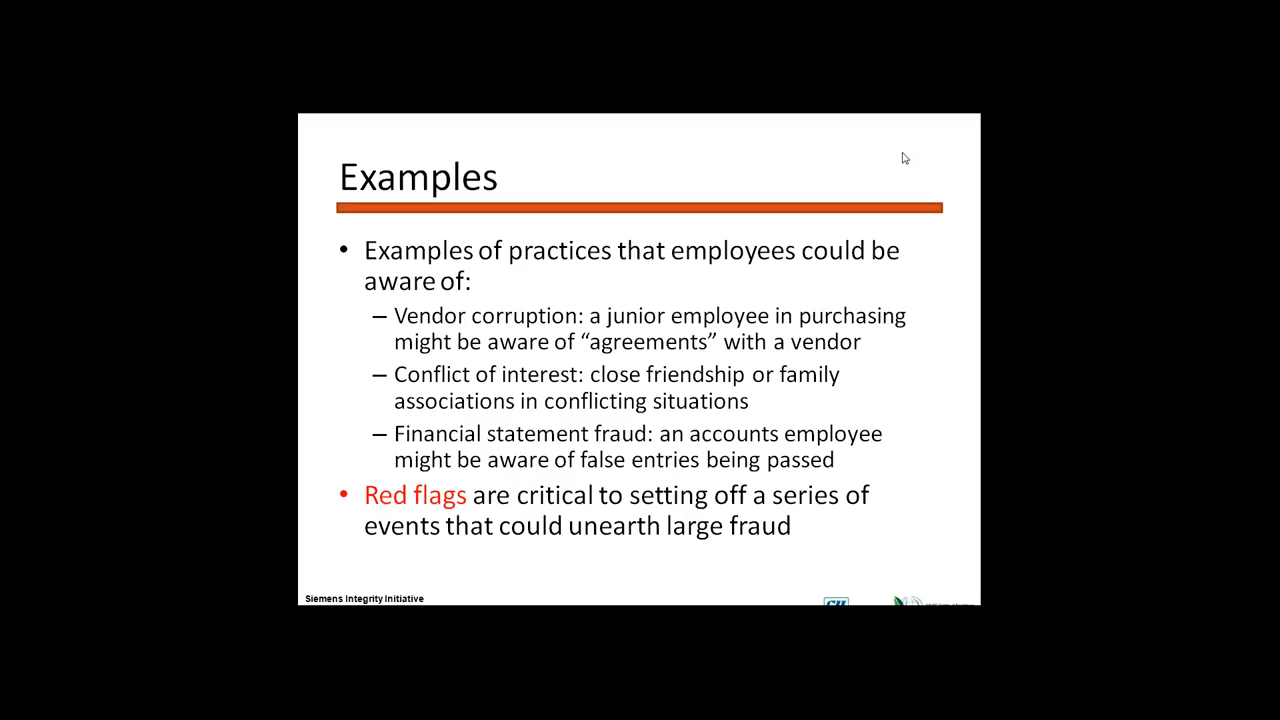 Examples
• Examples of practices that employees could be
aware of:
– Vendor corruption: a junior employee in purchasing
might be aware of “agreements” with a vendor
– Conflict of interest: close friendship or family
associations in conflicting situations
– Financial statement fraud: an accounts employee
might be aware of false entries being passed
• Red flags are critical to setting off a series of
events that could unearth large fraud
Siemens Integrity Initiative